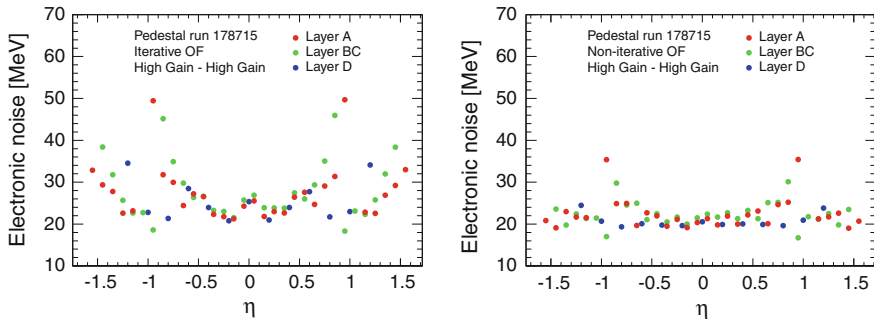 Electronic noise [MeV]
70
60
50
40
30
20
10
Pedestal run 178715
Iterative OF
High Gain - High Gain
Layer A
Layer BC
Layer D
-1.5 -1 -0.5 0 0.5 1 1.5
η
Electronic noise [MeV]
70
60
50
40
30
20
10
Pedestal run 178715
Non-iterative OF
High Gain - High Gain
Layer A
Layer BC
Layer D
-1.5 -1 -0.5 0 0.5 1 1.5
η